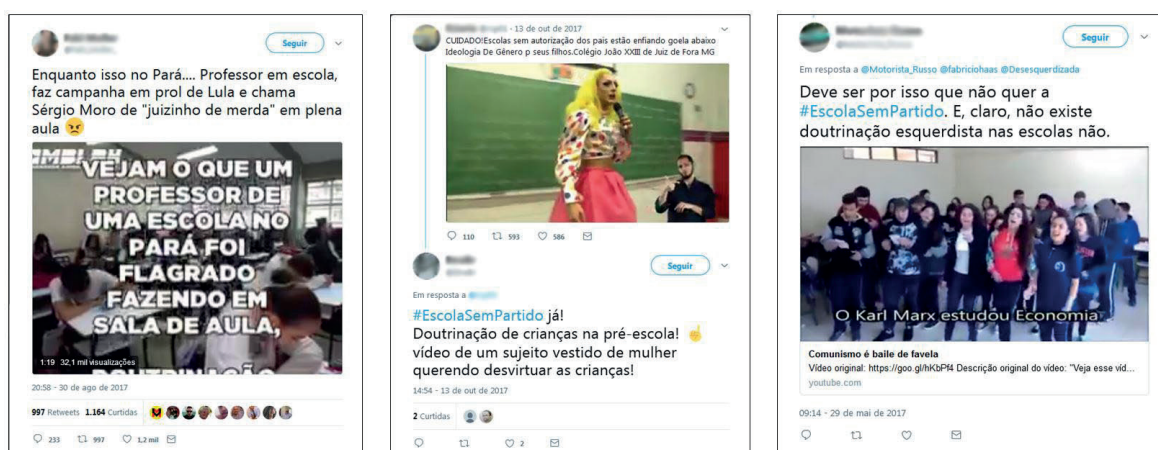 Seguir
Enquanto isso no Pará.... Professor em escola,
faz campanha em prol de Lula e chama
Sérgio Moro de "juizinho de merda" em plena
aula 😠
VEJAM O QUE UM
PROFESSOR DE
UMA ESCOLA NO
PARÁ FOI
FLAGRADO
FAZENDO EM
SALA DE AULA,
1:19 32,1 mil visualizações
20:58 - 30 de ago de 2017
997 Retweets 1.164 Curtidas
233 997 1,2 mil
- 13 de out de 2017
CUIDADO!Escolas sem autorização dos pais estão enfiando goela abaixo
Ideologia De Gênero p seus filhos.Colégio João XXIII de Juiz de Fora MG
110 593 586
Seguir
Em resposta a
#EscolaSemPartido já!
Doutrinação de crianças na pré-escola! ☝
vídeo de um sujeito vestido de mulher
querendo desvirtuar as crianças!
14:54 - 13 de out de 2017
2 Curtidas
2
Seguir
Em resposta a @Motorista_Russo @fabriciohaas @Desesquerdizada
Deve ser por isso que não quer a
#EscolaSemPartido. E, claro, não existe
doutrinação esquerdista nas escolas não.
O Karl Marx estudou Economia
Comunismo é baile de favela
Vídeo original: https://goo.gl/hKbPf4 Descrição original do vídeo: "Veja esse víd...
youtube.com
09:14 - 29 de mai de 2017